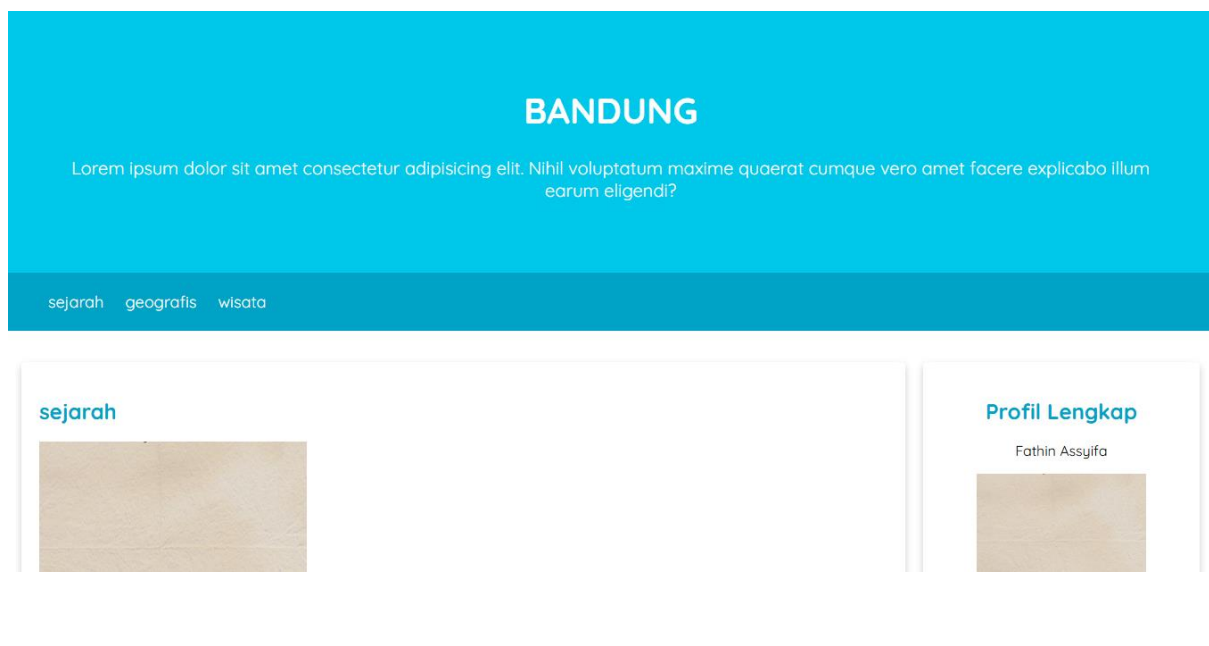 BANDUNG
Lorem ipsum dolor sit amet consectetur adipisicing elit. Nihil voluptatum maxime quaerat cumque vero amet facere explicabo illum
earum eligendi?
sejarah geografis wisata
sejarah
Profil Lengkap
Fathin Assyifa